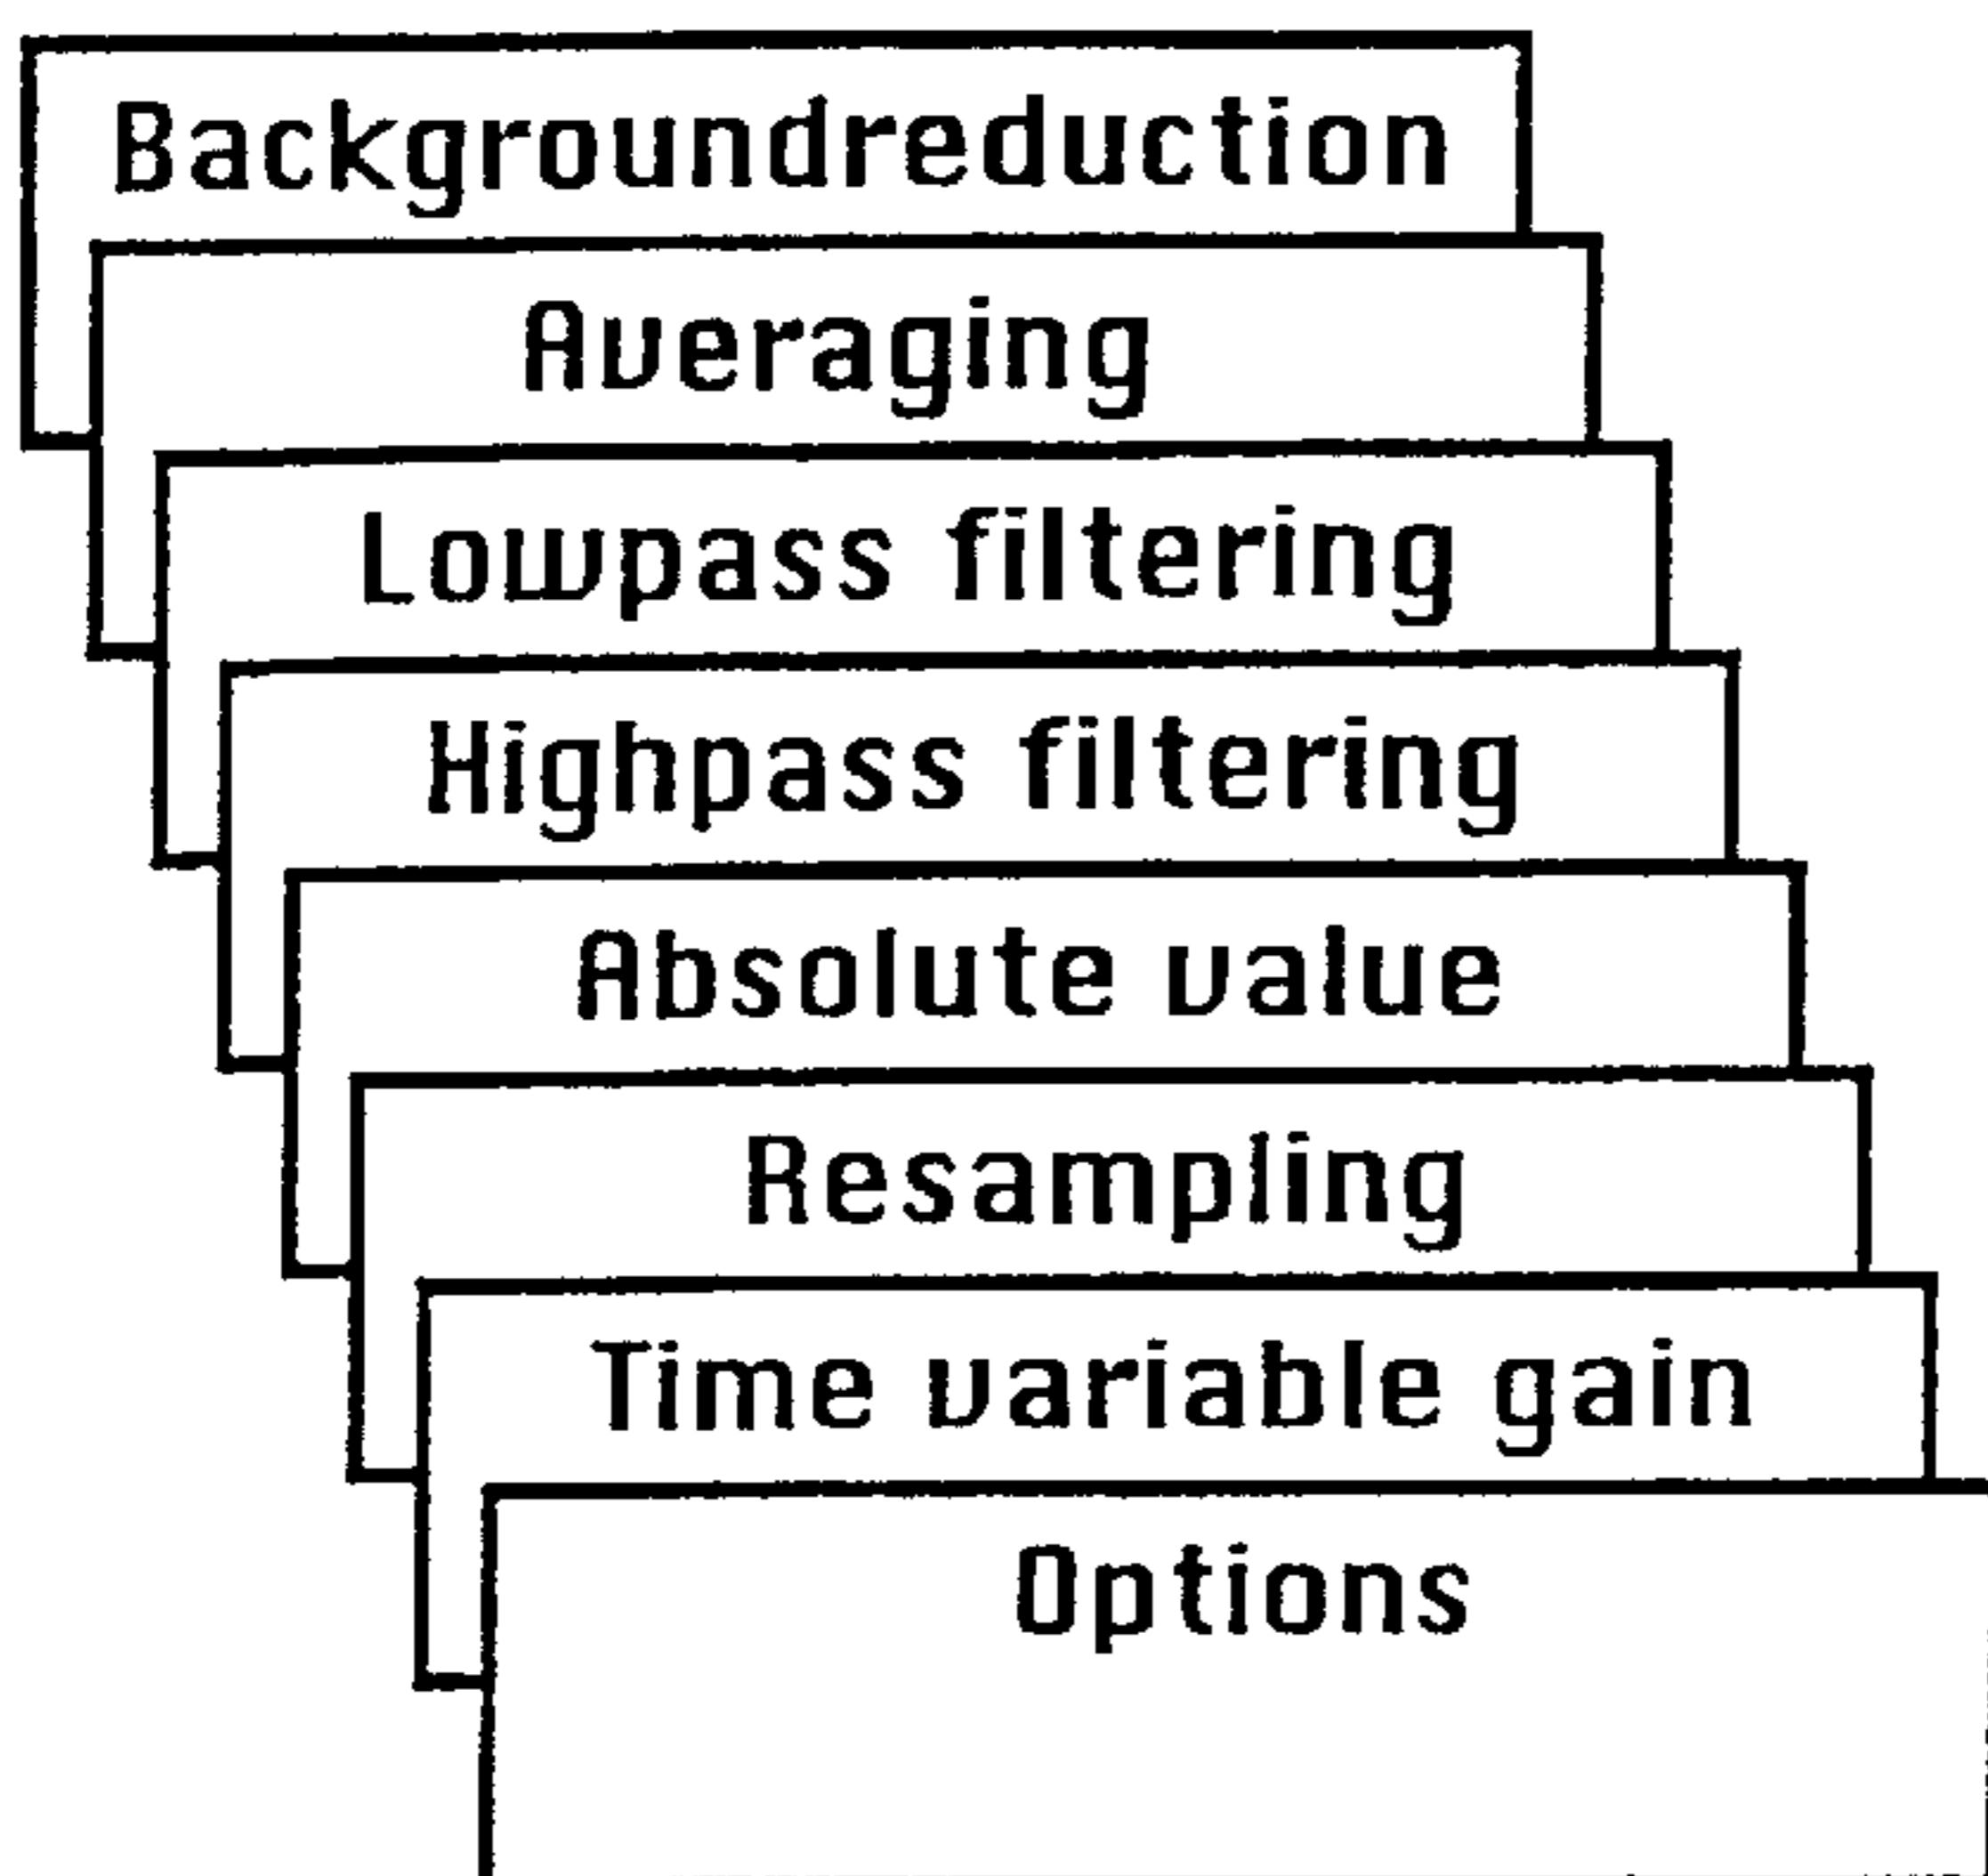 Backgroundreduction
Averaging
Lowpass filtering
Highpass filtering
Absolute value
Resampling
Time variable gain
Options